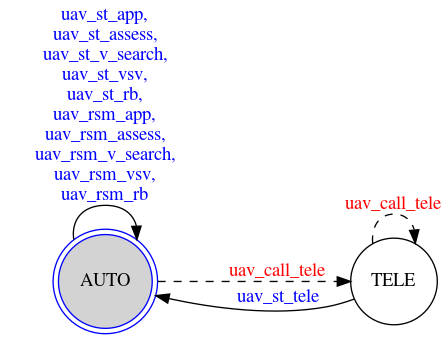 uav_st_app,
uav_st_assess,
uav_st_v_search,
uav_st_vsv,
uav_st_rb,
uav_rsm_app,
uav_rsm_assess,
uav_rsm_v_search,
uav_rsm_vsv,
uav_rsm_rb
uav_call_tele
AUTO
uav_call_tele
TELE
uav_st_tele